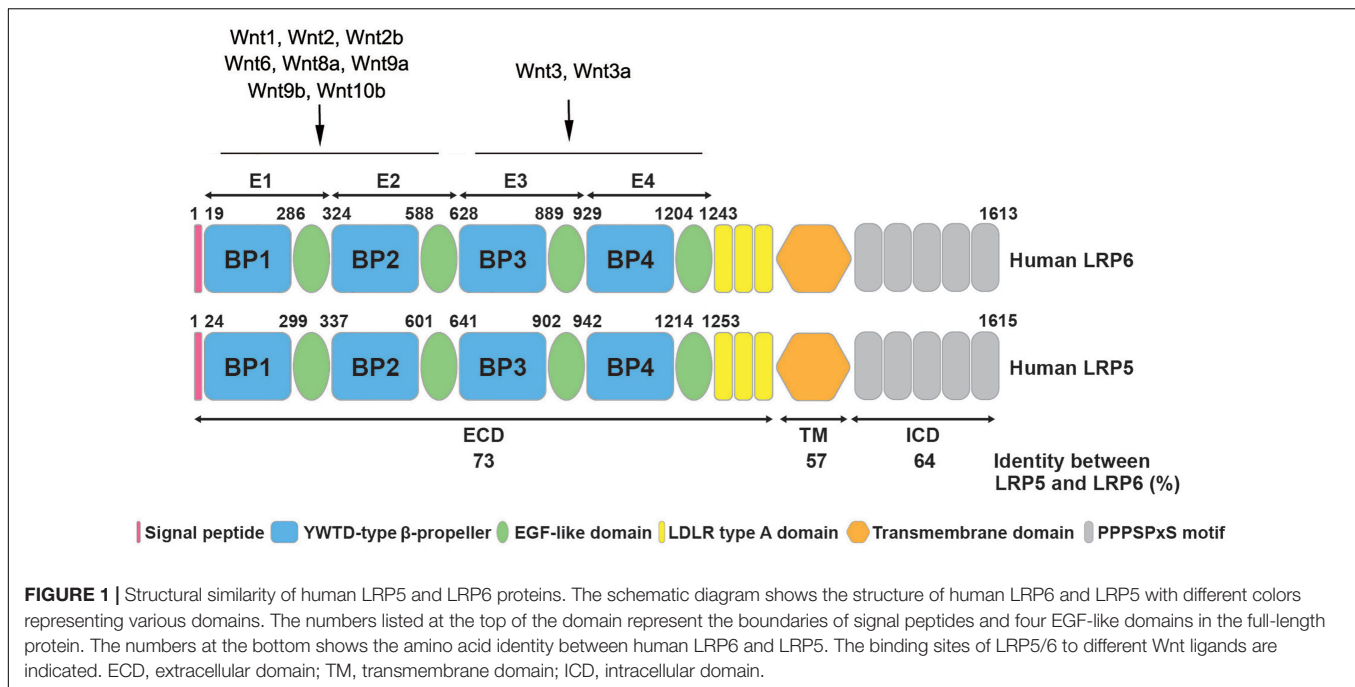 Wnt1, Wnt2, Wnt2b
Wnt6, Wnt8a, Wnt9a
Wnt9b, Wnt10b
Wnt3, Wnt3a
E1 E2 E3 E4
1 19 286 324 588 628 889 929 1204 1243 1613
BP1 BP2 BP3 BP4 Human LRP6
1 24 299 337 601 641 902 942 1214 1253 1615
BP1 BP2 BP3 BP4 Human LRP5
ECD TM ICD
73 57 64 Identity between
LRP5 and LRP6 (%)
Signal peptide YWTD-type β-propeller EGF-like domain LDLR type A domain Transmembrane domain PPPSPxS motif
FIGURE 1 | Structural similarity of human LRP5 and LRP6 proteins. The schematic diagram shows the structure of human LRP6 and LRP5 with different colors
representing various domains. The numbers listed at the top of the domain represent the boundaries of signal peptides and four EGF-like domains in the full-length
protein. The numbers at the bottom shows the amino acid identity between human LRP6 and LRP5. The binding sites of LRP5/6 to different Wnt ligands are
indicated. ECD, extracellular domain; TM, transmembrane domain; ICD, intracellular domain.